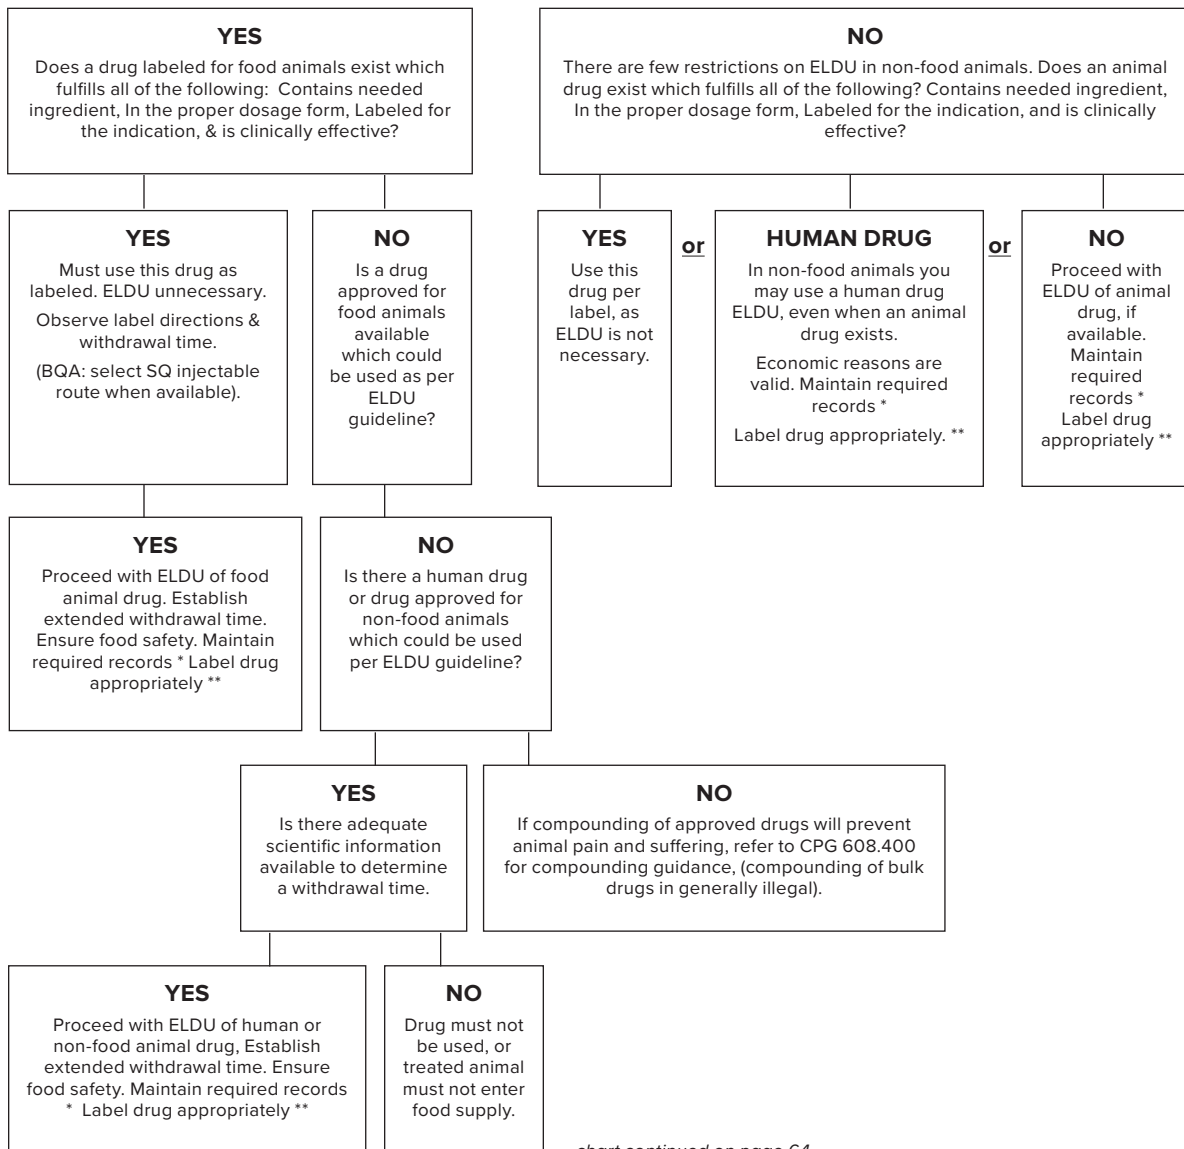 YES
Does a drug labeled for food animals exist which
fulfills all of the following:  Contains needed
ingredient, In the proper dosage form, Labeled for
the indication, & is clinically effective?
NO
There are few restrictions on ELDU in non-food animals. Does an animal
drug exist which fulfills all of the following? Contains needed ingredient,
In the proper dosage form, Labeled for the indication, and is clinically
effective?
YES
Must use this drug as
labeled. ELDU unnecessary.
Observe label directions &
withdrawal time.
(BQA: select SQ injectable
route when available).
NO
Is a drug
approved for
food animals
available
which could
be used as per
ELDU
guideline?
YES
Use this
drug per
label, as
ELDU is not
necessary.
or
HUMAN DRUG
In non-food animals you
may use a human drug
ELDU, even when an animal
drug exists.
Economic reasons are
valid. Maintain required
records *
Label drug appropriately. **
or
NO
Proceed with
ELDU of animal
drug, if
available.
Maintain
required
records *
Label drug
appropriately **
YES
Proceed with ELDU of food
animal drug. Establish
extended withdrawal time.
Ensure food safety. Maintain
required records * Label drug
appropriately **
NO
Is there a human drug
or drug approved for
non-food animals
which could be used
per ELDU guideline?
YES
Is there adequate
scientific information
available to determine
a withdrawal time.
NO
If compounding of approved drugs will prevent
animal pain and suffering, refer to CPG 608.400
for compounding guidance, (compounding of bulk
drugs in generally illegal).
YES
Proceed with ELDU of human or
non-food animal drug, Establish
extended withdrawal time. Ensure
food safety. Maintain required records
*  Label drug appropriately **
NO
Drug must not
be used, or
treated animal
must not enter
food supply.
chart continued on page 64